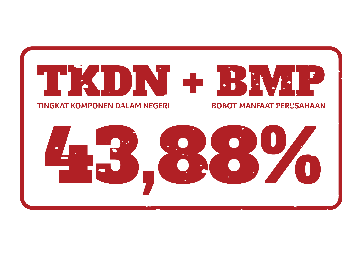 TKDN + BMP
TINGKAT KOMPONEN DALAM NEGERI BOBOT MANFAAT PERUSAHAAN
43,88%